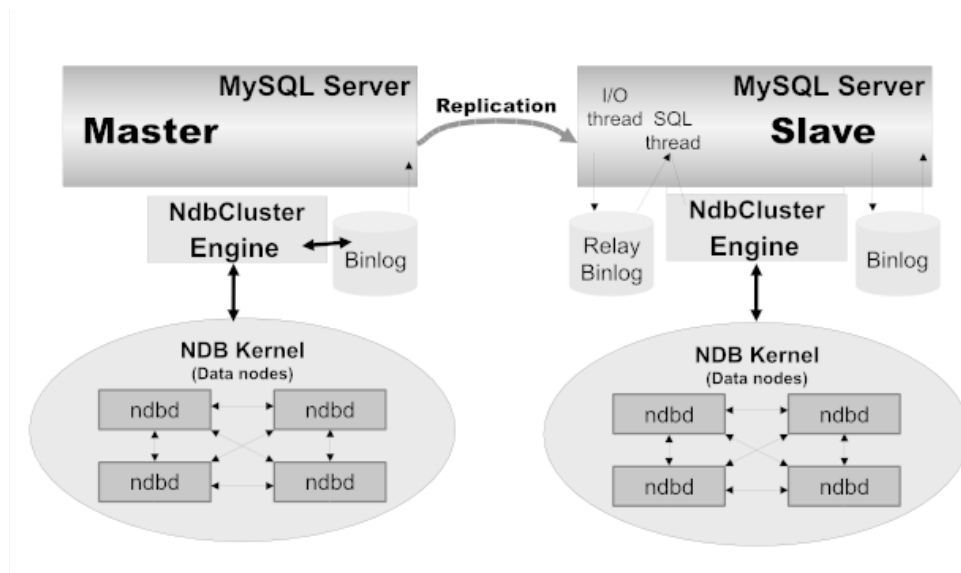 MySQL Server
Master
Replication
MySQL Server
I/O
thread
SQL
thread
Slave
NdbCluster
Engine
Binlog
Relay
Binlog
NdbCluster
Engine
Binlog
NDB Kernel
(Data nodes)
ndbd
ndbd
ndbd
ndbd
NDB Kernel
(Data nodes)
ndbd
ndbd
ndbd
ndbd